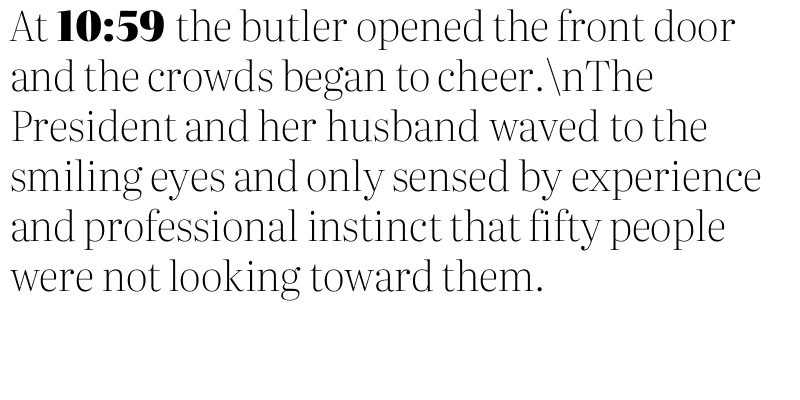 At 10:59 the butler opened the front door
and the crowds began to cheer.\nThe
President and her husband waved to the
smiling eyes and only sensed by experience
and professional instinct that fifty people
were not looking toward them.